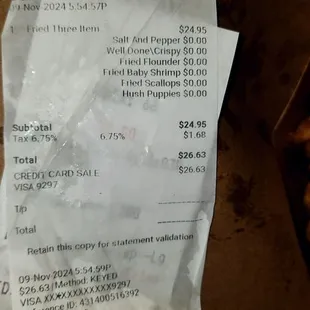 09-Nov-2024 5:54:57P
1 Fried Three Item $24.95
Salt And Pepper $0.00
Well Done\Crispy $0.00
Fried Flounder $0.00
Fried Baby Shrimp $0.00
Fried Scallops $0.00
Hush Puppies $0.00
Subtotal $24.95
Tax 6.75% 6.75% $1.68
Total $26.63
CREDIT CARD SALE $26.63
VISA 9297
Tip
Total
Retain this copy for statement validation
09-Nov-2024 5:54:59P
$26.63 | Method: KEYED
VISA XXXXXXXXXXXX9297
ID: 431400516392